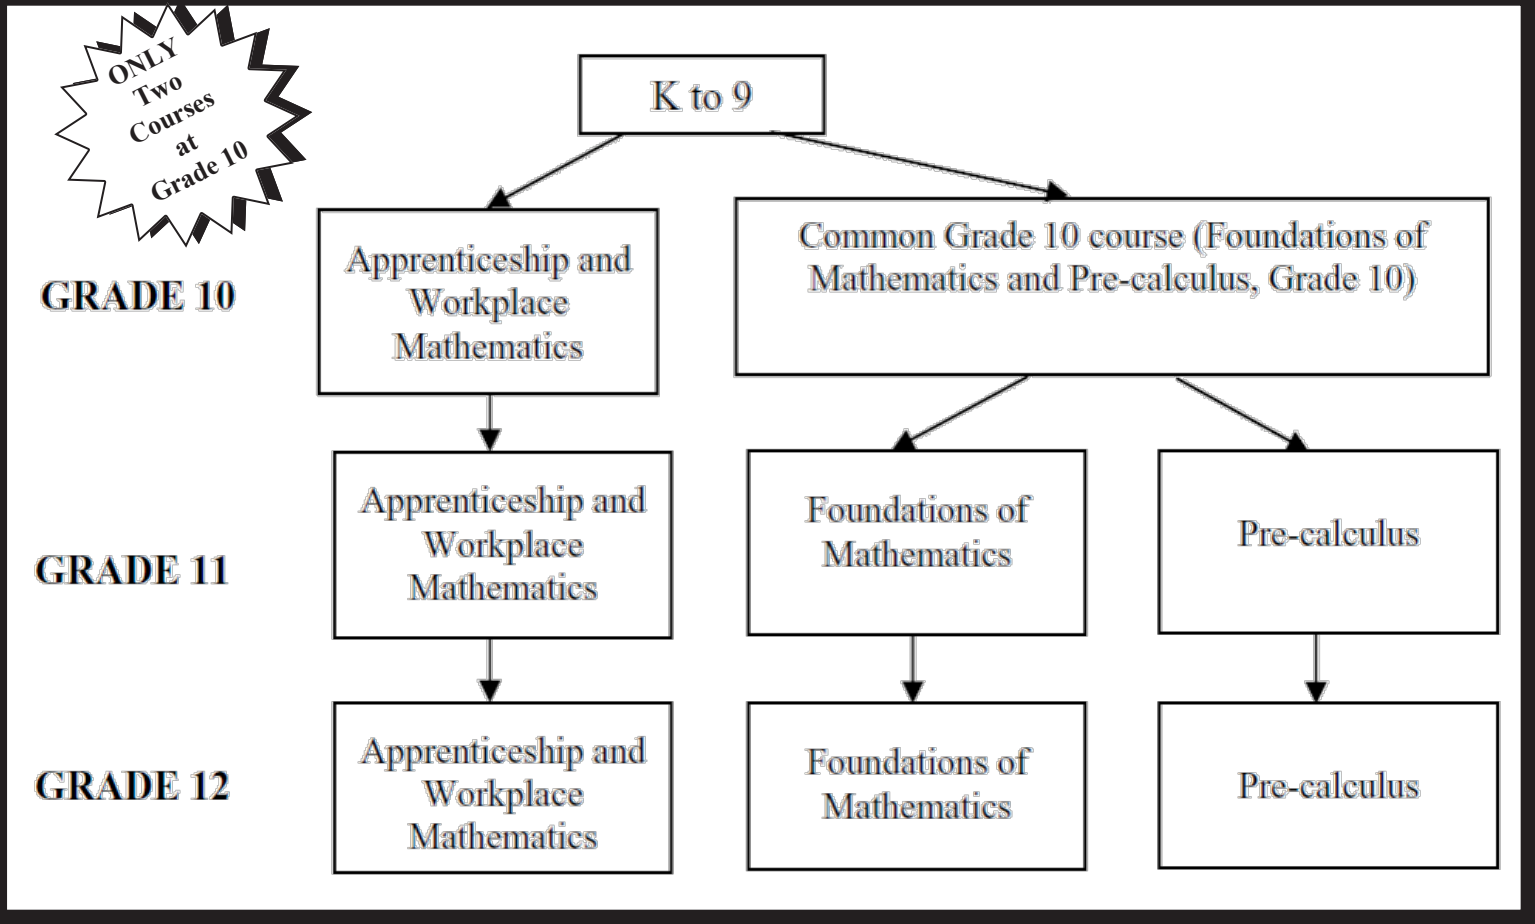 ONLY
Two
Courses
at
Grade 10
K to 9
GRADE 10
Apprenticeship and
Workplace
Mathematics
Common Grade 10 course (Foundations of
Mathematics and Pre-calculus, Grade 10)
GRADE 11
Apprenticeship and
Workplace
Mathematics
Foundations of
Mathematics
Pre-calculus
GRADE 12
Apprenticeship and
Workplace
Mathematics
Foundations of
Mathematics
Pre-calculus